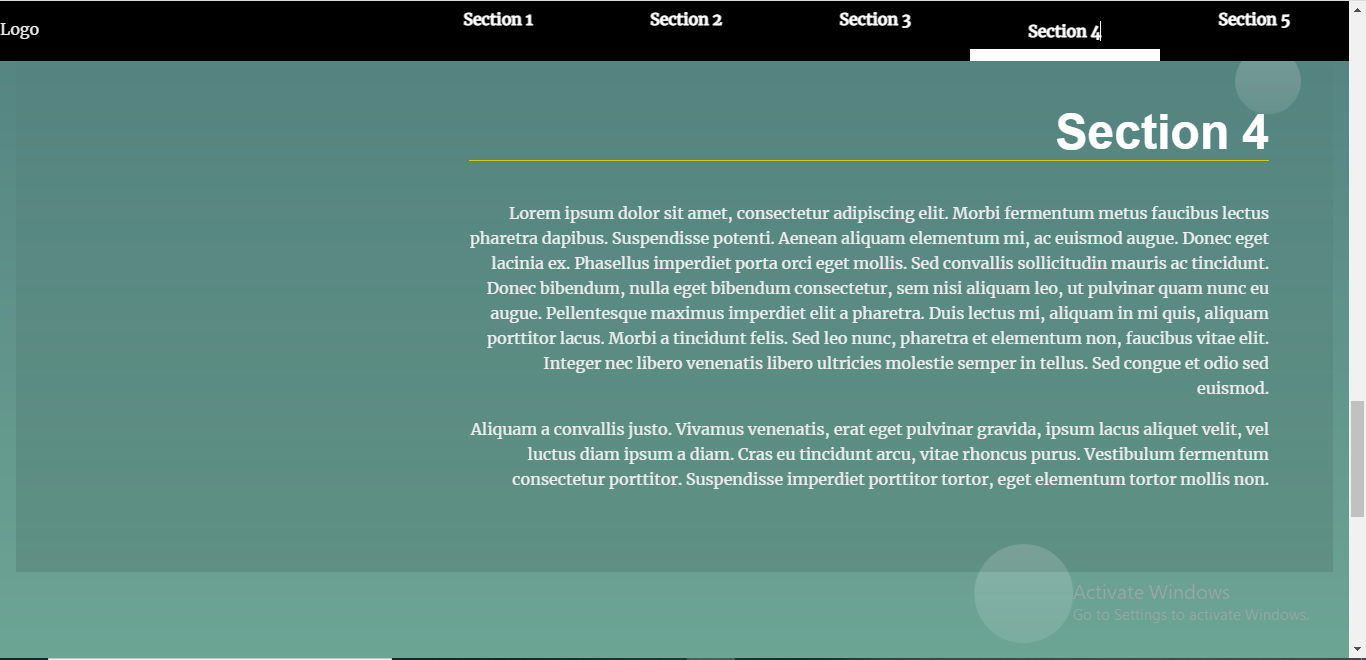 Logo
Section 1
Section 2
Section 3
Section 4
Section 5
Section 4
Lorem ipsum dolor sit amet, consectetur adipiscing elit. Morbi fermentum metus faucibus lectus
pharetra dapibus. Suspendisse potenti. Aenean aliquam elementum mi, ac euismod augue. Donec eget
lacinia ex. Phasellus imperdiet porta orci eget mollis. Sed convallis sollicitudin mauris ac tincidunt.
Donec bibendum, nulla eget bibendum consectetur, sem nisi aliquam leo, ut pulvinar quam nunc eu
augue. Pellentesque maximus imperdiet elit a pharetra. Duis lectus mi, aliquam in mi quis, aliquam
porttitor lacus. Morbi a tincidunt felis. Sed leo nunc, pharetra et elementum non, faucibus vitae elit.
Integer nec libero venenatis libero ultricies molestie semper in tellus. Sed congue et odio sed
euismod.
Aliquam a convallis justo. Vivamus venenatis, erat eget pulvinar gravida, ipsum lacus aliquet velit, vel
luctus diam ipsum a diam. Cras eu tincidunt arcu, vitae rhoncus purus. Vestibulum fermentum
consectetur porttitor. Suspendisse imperdiet porttitor tortor, eget elementum tortor mollis non.
Activate Windows
Go to Settings to activate Windows.